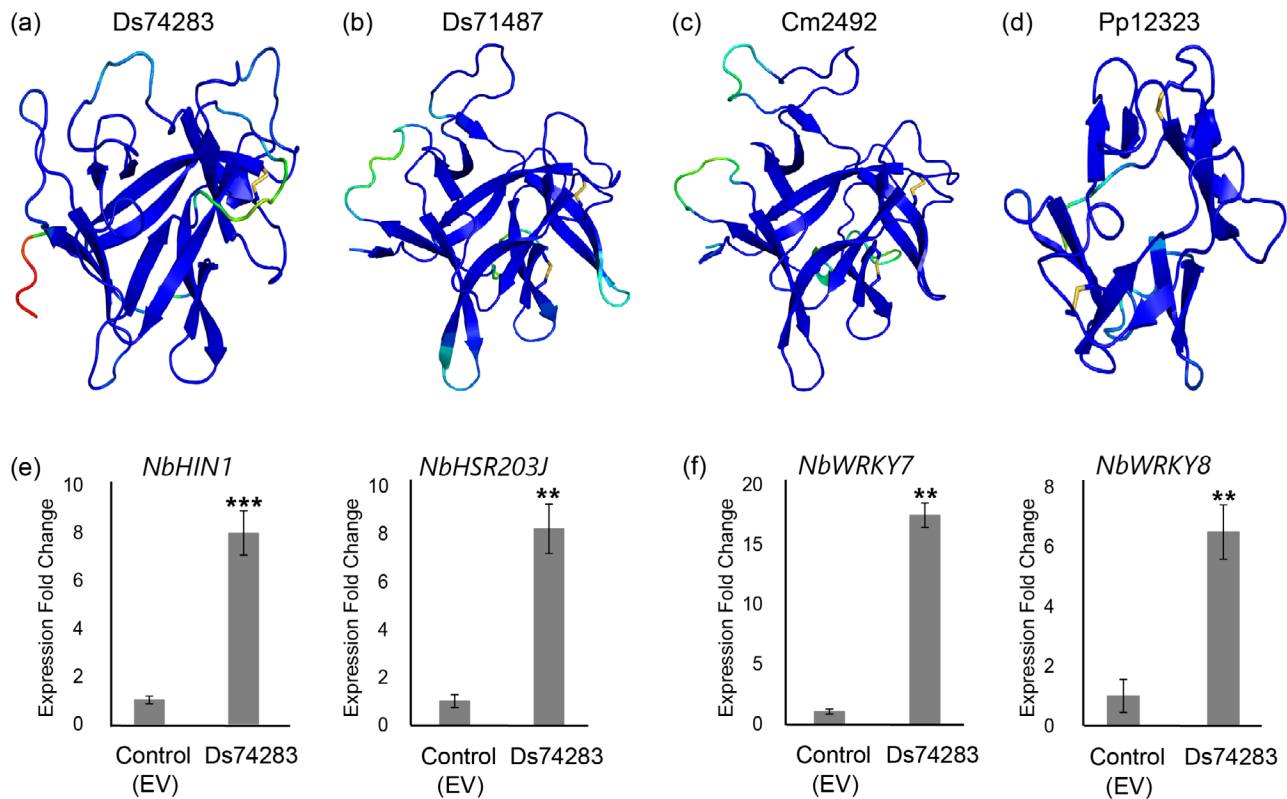 (a) Ds74283 (b) Ds71487 (c) Cm2492 (d) Pp12323
(e) NbHIN1 NbHSR203J (f) NbWRKY7 NbWRKY8
Expression Fold Change
10
8
6
4
2
0
***
Control Ds74283
(EV)
Expression Fold Change
10
8
6
4
2
0
**
Control Ds74283
(EV)
Expression Fold Change
20
15
10
5
0
**
Control Ds74283
(EV)
Expression Fold Change
8
6
4
2
0
**
Control Ds74283
(EV)